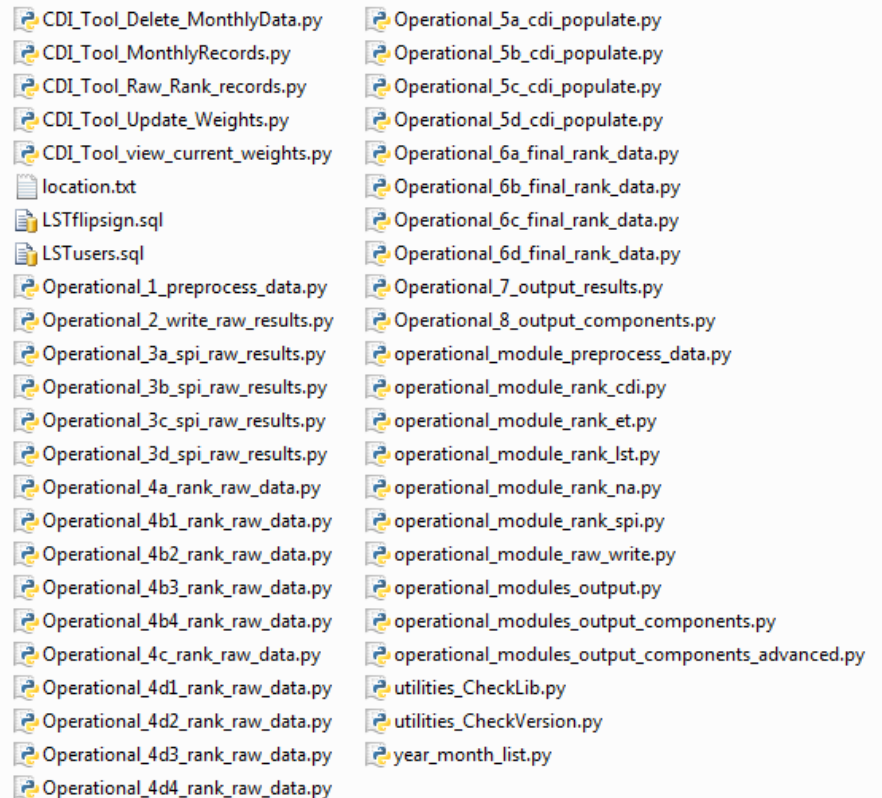 CDI_Tool_Delete_MonthlyData.py
CDI_Tool_MonthlyRecords.py
CDI_Tool_Raw_Rank_records.py
CDI_Tool_Update_Weights.py
CDI_Tool_view_current_weights.py
location.txt
LSTflipsign.sql
LSTusers.sql
Operational_1_preprocess_data.py
Operational_2_write_raw_results.py
Operational_3a_spi_raw_results.py
Operational_3b_spi_raw_results.py
Operational_3c_spi_raw_results.py
Operational_3d_spi_raw_results.py
Operational_4a_rank_raw_data.py
Operational_4b1_rank_raw_data.py
Operational_4b2_rank_raw_data.py
Operational_4b3_rank_raw_data.py
Operational_4b4_rank_raw_data.py
Operational_4c_rank_raw_data.py
Operational_4d1_rank_raw_data.py
Operational_4d2_rank_raw_data.py
Operational_4d3_rank_raw_data.py
Operational_4d4_rank_raw_data.py
Operational_5a_cdi_populate.py
Operational_5b_cdi_populate.py
Operational_5c_cdi_populate.py
Operational_5d_cdi_populate.py
Operational_6a_final_rank_data.py
Operational_6b_final_rank_data.py
Operational_6c_final_rank_data.py
Operational_6d_final_rank_data.py
Operational_7_output_results.py
Operational_8_output_components.py
operational_module_preprocess_data.py
operational_module_rank_cdi.py
operational_module_rank_et.py
operational_module_rank_lst.py
operational_module_rank_na.py
operational_module_rank_spi.py
operational_module_raw_write.py
operational_modules_output.py
operational_modules_output_components.py
operational_modules_output_components_advanced.py
utilities_CheckLib.py
utilities_CheckVersion.py
year_month_list.py